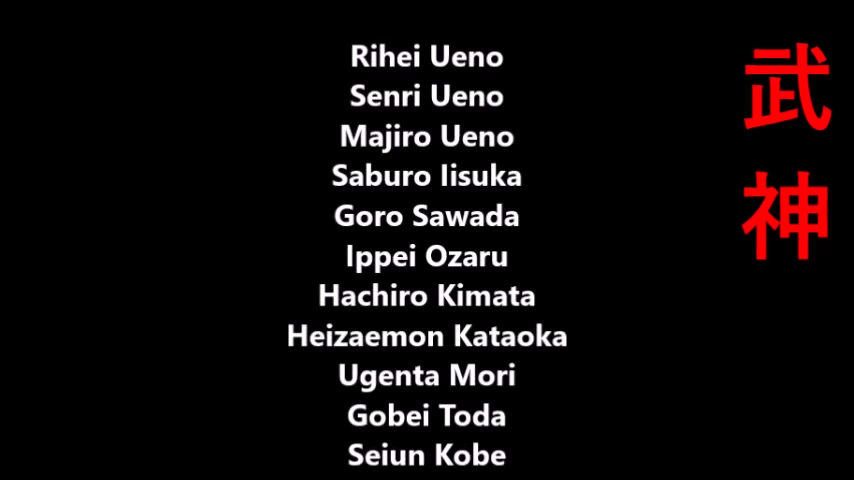 Rihei Ueno
Senri Ueno
Majiro Ueno
Saburo Iisuka
Goro Sawada
Ippei Ozaru
Hachiro Kimata
Heizaemon Kataoka
Ugenta Mori
Gobei Toda
Seiun Kobe
武神